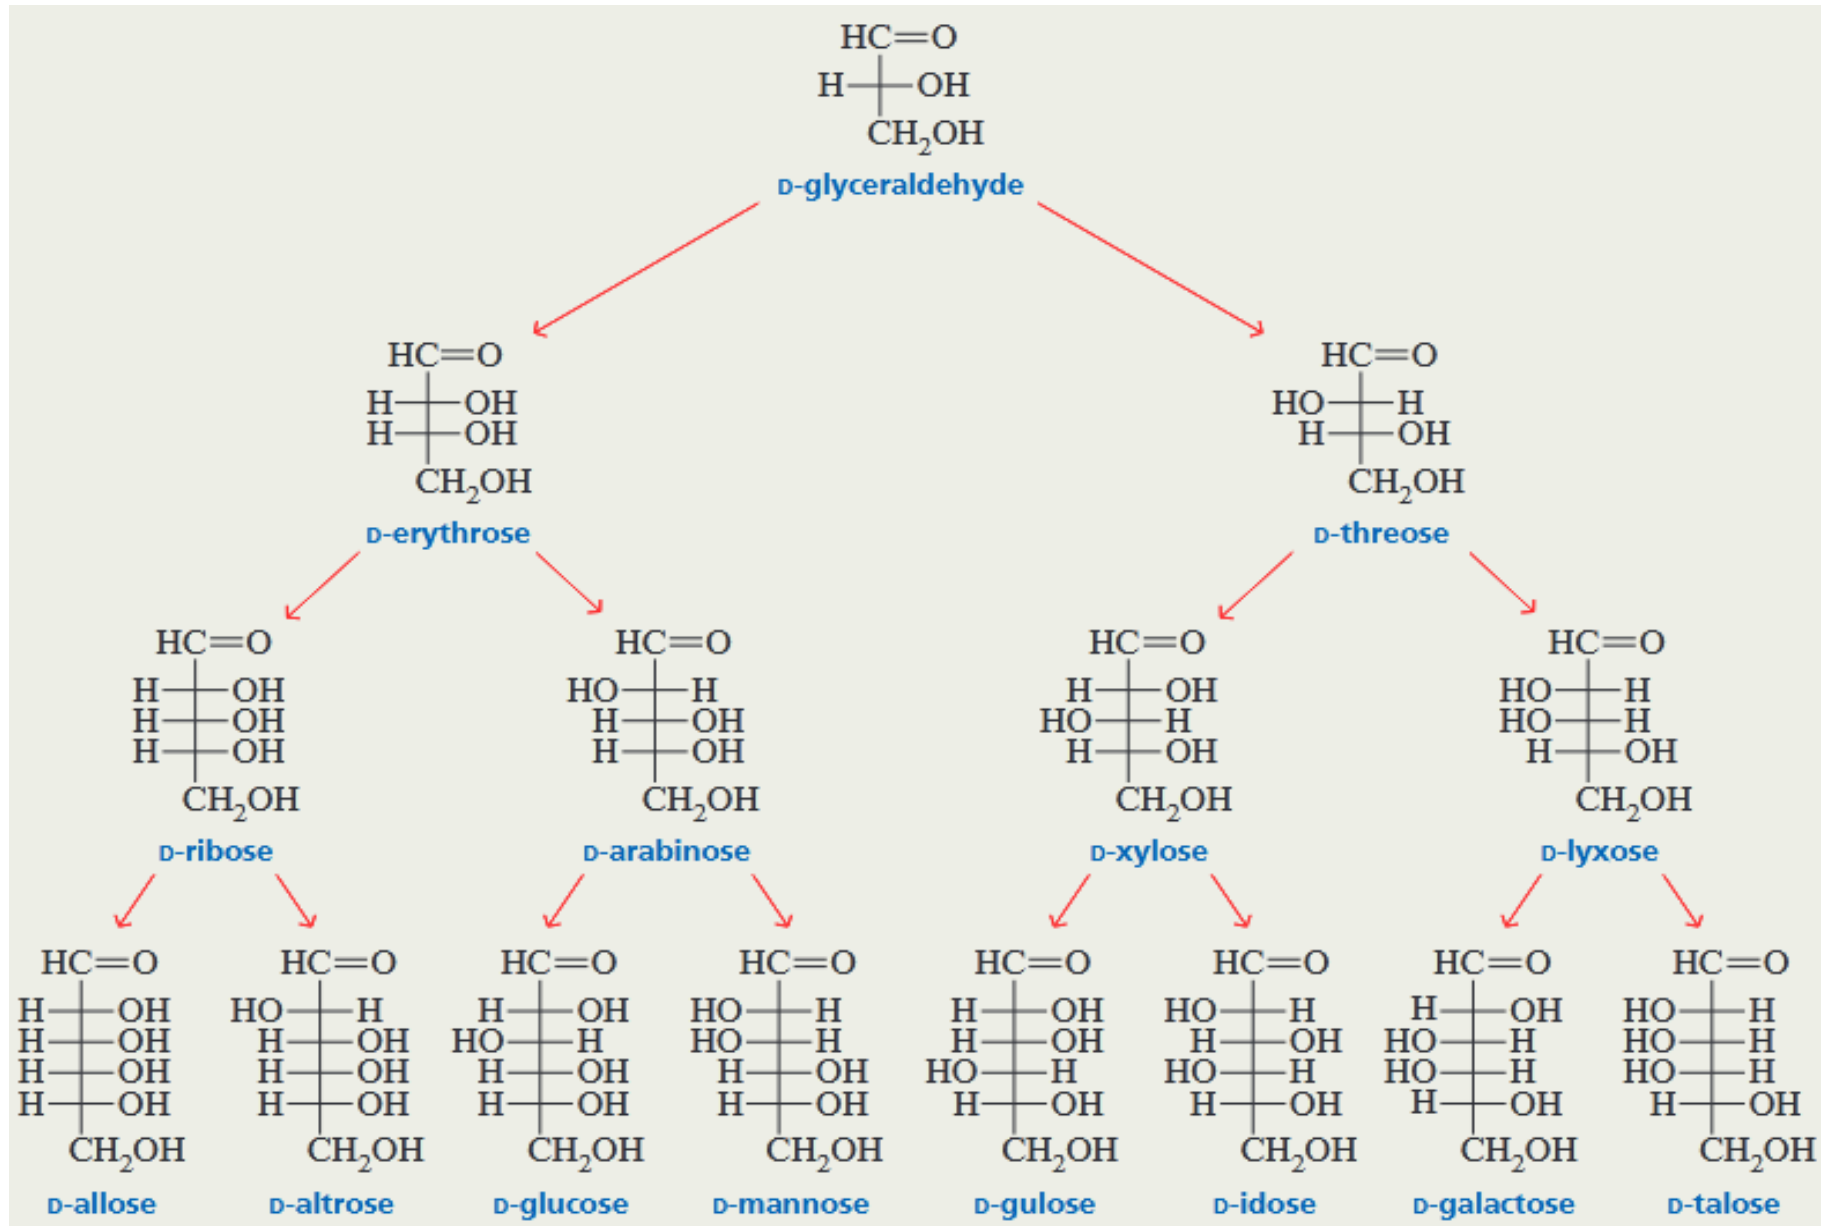 HC=O
H OH
CH₂OH
D-glyceraldehyde
HC=O HC=O
H OH HO H
H OH H OH
CH₂OH CH₂OH
D-erythrose D-threose
HC=O HC=O HC=O HC=O
H OH HO H H OH HO H
H OH H OH HO H HO H
H OH H OH H OH H OH
CH₂OH CH₂OH CH₂OH CH₂OH
D-ribose D-arabinose D-xylose D-lyxose
HC=O HC=O HC=O HC=O HC=O HC=O HC=O HC=O
H OH HO H H OH HO H H OH HO H H OH HO H
H OH H OH HO H HO H H OH H OH HO H HO H
H OH H OH H OH H OH HO H HO H HO H HO H
H OH H OH H OH H OH H OH H OH H OH H OH
CH₂OH CH₂OH CH₂OH CH₂OH CH₂OH CH₂OH CH₂OH CH₂OH
D-allose D-altrose D-glucose D-mannose D-gulose D-idose D-galactose D-talose